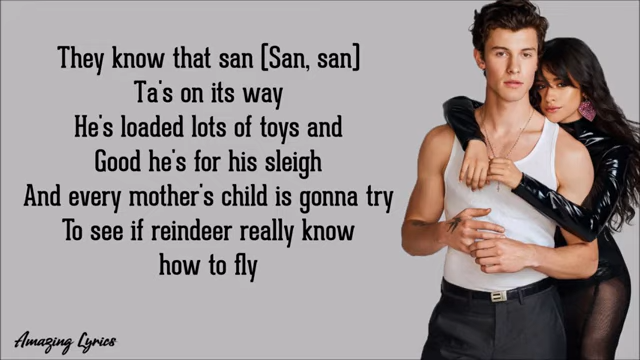 They know that san [San, san]
Ta's on its way
He's loaded lots of toys and
Good he's for his sleigh
And every mother's child is gonna try
To see if reindeer really know
how to fly
Amazing Lyrics